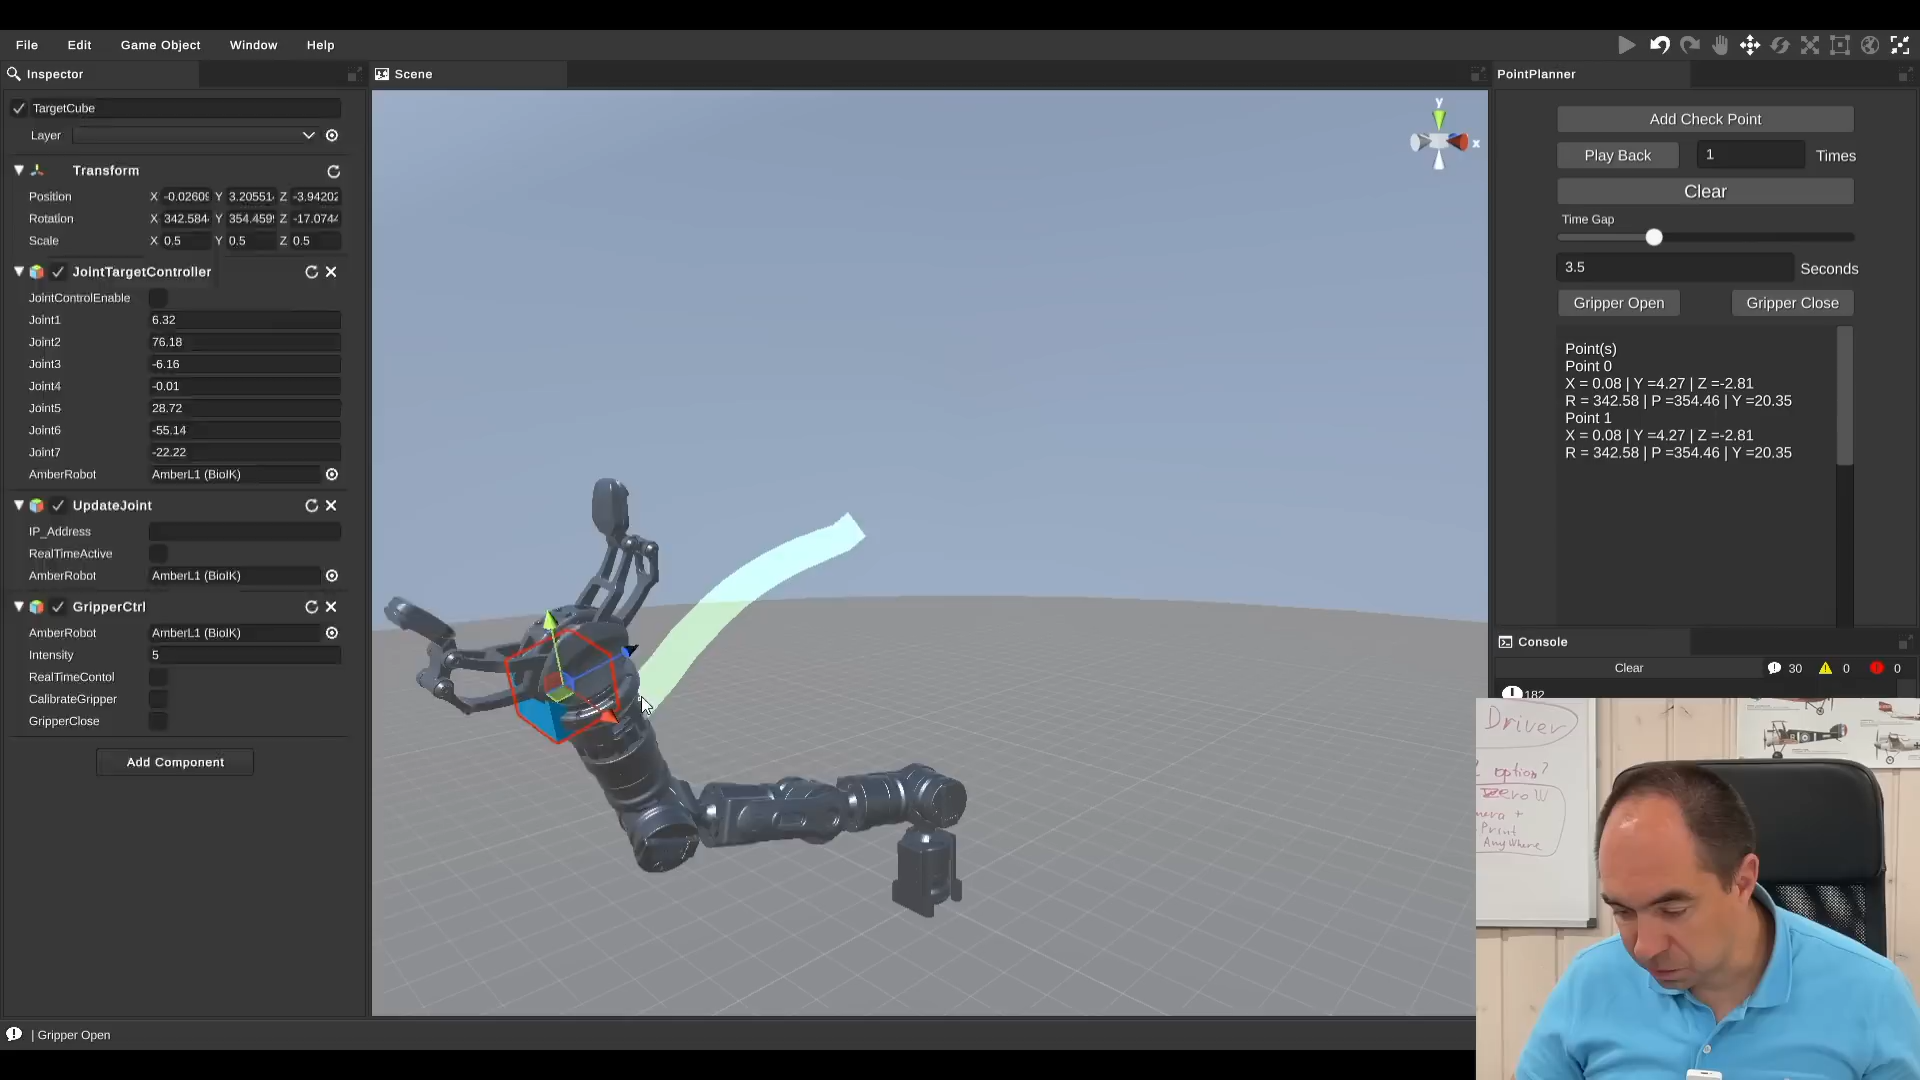 File Edit Game Object Window Help
Inspector
Scene
PointPlanner
TargetCube
Layer
Transform
Position X -0.02609 Y 3.20551 Z -3.94202
Rotation X 342.584 Y 354.459 Z -17.074
Scale X 0.5 Y 0.5 Z 0.5
JointTargetController
JointControlEnable
Joint1 6.32
Joint2 76.18
Joint3 -6.16
Joint4 -0.01
Joint5 28.72
Joint6 -55.14
Joint7 -22.22
AmberRobot AmberL1 (BioIK)
UpdateJoint
IP_Address
RealTimeActive
AmberRobot AmberL1 (BioIK)
GripperCtrl
AmberRobot AmberL1 (BioIK)
Intensity 5
RealTimeContol
CalibrateGripper
GripperClose
Add Component
| Gripper Open
y
x
Add Check Point
Play Back 1 Times
Clear
Time Gap
3.5 Seconds
Gripper Open Gripper Close
Point(s)
Point 0
X = 0.08 | Y =4.27 | Z =-2.81
R = 342.58 | P =354.46 | Y =20.35
Point 1
X = 0.08 | Y =4.27 | Z =-2.81
R = 342.58 | P =354.46 | Y =20.35
Console
Clear 30 0 0
182
Driver
option?
Zero W
Print
AnyWhere